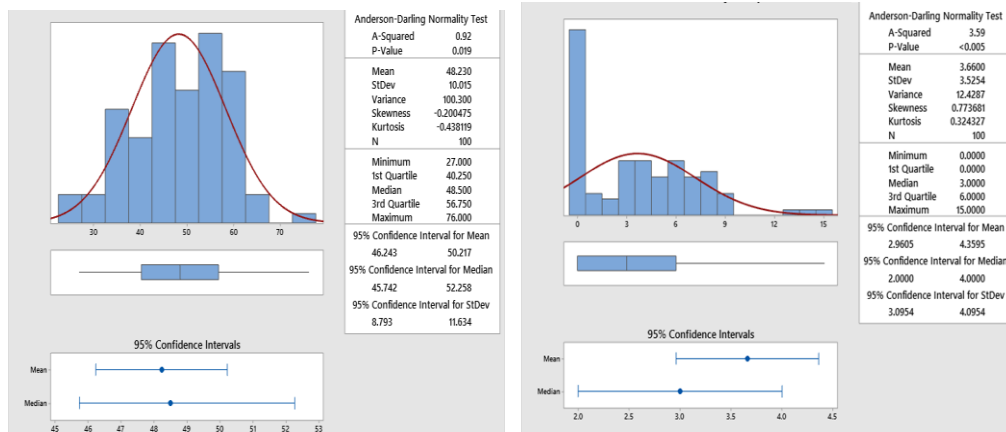 Anderson-Darling Normality Test
A-Squared 0.92
P-Value 0.019
Mean 48.230
StDev 10.015
Variance 100.300
Skewness -0.200475
Kurtosis -0.438119
N 100
Minimum 27.000
1st Quartile 40.250
Median 48.500
3rd Quartile 56.750
Maximum 76.000
95% Confidence Interval for Mean
46.243 50.217
95% Confidence Interval for Median
45.742 52.258
95% Confidence Interval for StDev
8.793 11.634
30 40 50 60 70
95% Confidence Intervals
Mean
Median
45 46 47 48 49 50 51 52 53
Anderson-Darling Normality Test
A-Squared 3.59
P-Value <0.005
Mean 3.6600
StDev 3.5254
Variance 12.4287
Skewness 0.773681
Kurtosis 0.324327
N 100
Minimum 0.0000
1st Quartile 0.0000
Median 3.0000
3rd Quartile 6.0000
Maximum 15.0000
95% Confidence Interval for Mean
2.9605 4.3595
95% Confidence Interval for Median
2.0000 4.0000
95% Confidence Interval for StDev
3.0954 4.0954
0 3 6 9 12 15
95% Confidence Intervals
Mean
Median
2.0 2.5 3.0 3.5 4.0 4.5